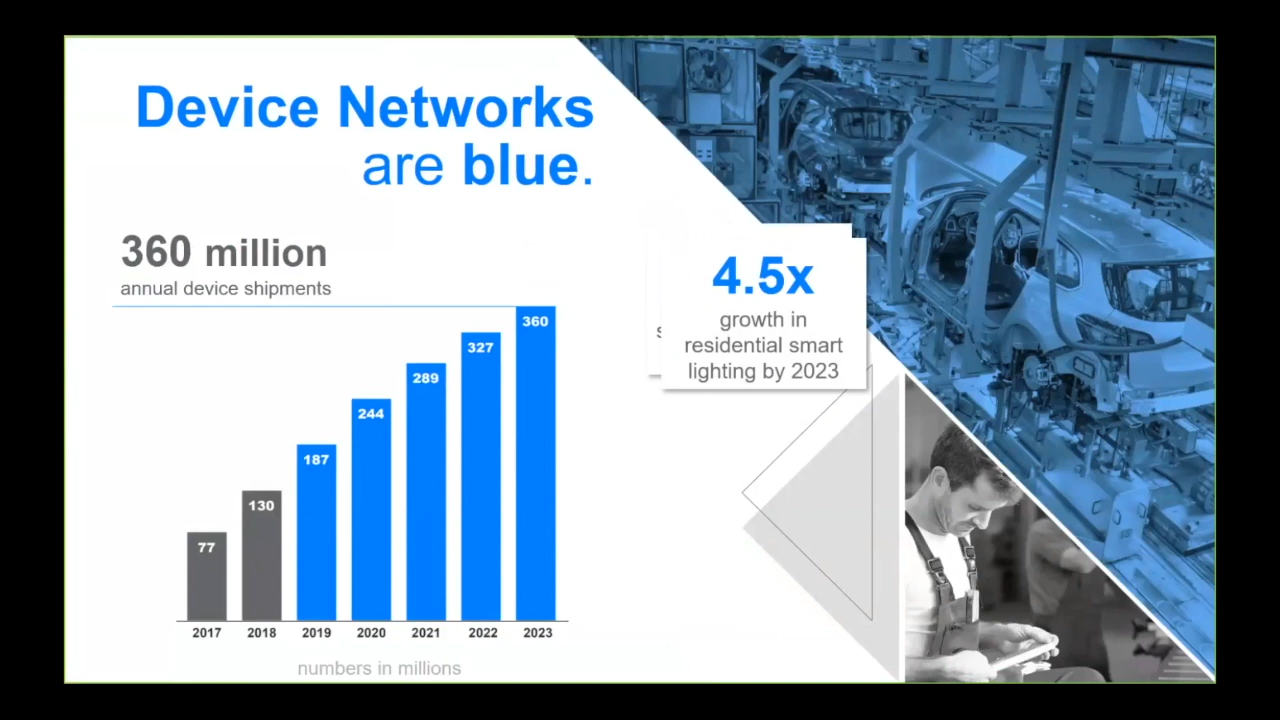 Device Networks
are blue.
360 million
annual device shipments
4.5x
growth in
residential smart
lighting by 2023
360
327
289
244
187
130
77
2017 2018 2019 2020 2021 2022 2023
numbers in millions